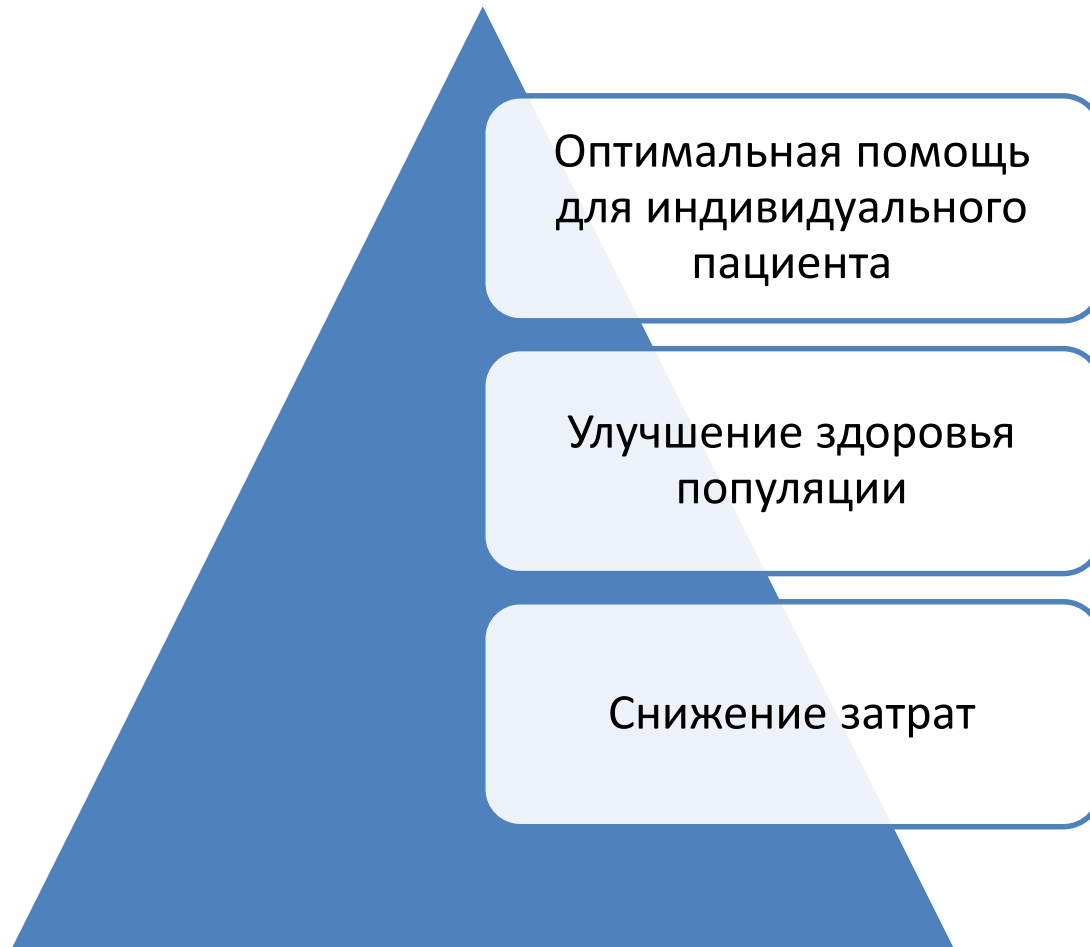 Оптимальная помощь
для индивидуального
пациента
Улучшение здоровья
популяции
Снижение затрат